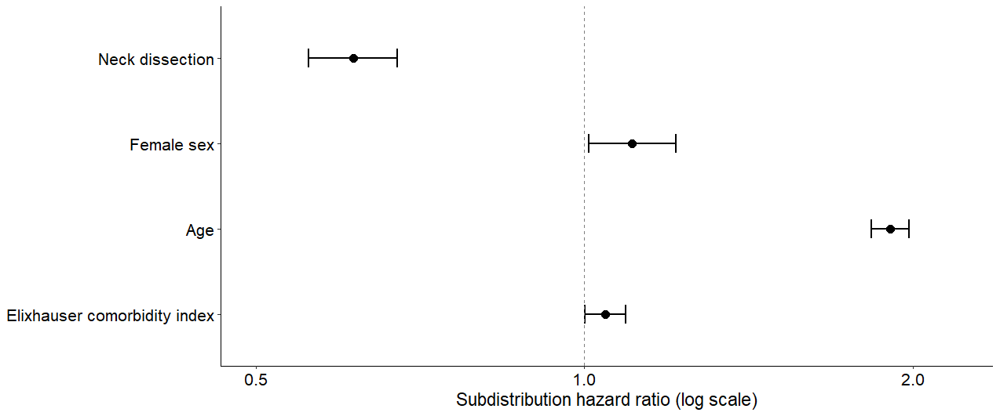 Neck dissection
Female sex
Age
Elixhauser comorbidity index
0.5 1.0 2.0
Subdistribution hazard ratio (log scale)